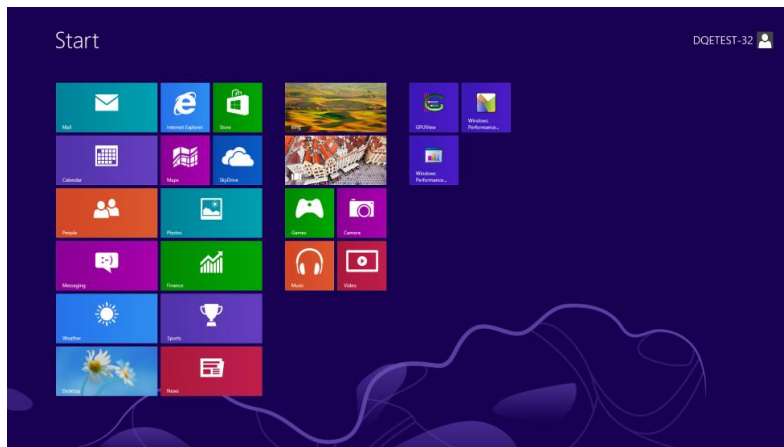 Start
DQETEST-32
Mail
Internet Explorer
Store
Bing
GPUView
Windows
Performance...
Calendar
Maps
SkyDrive
Windows
Performance...
People
Photos
Games
Camera
Messaging
:-)
Finance
Music
Video
Weather
Sports
Desktop
News